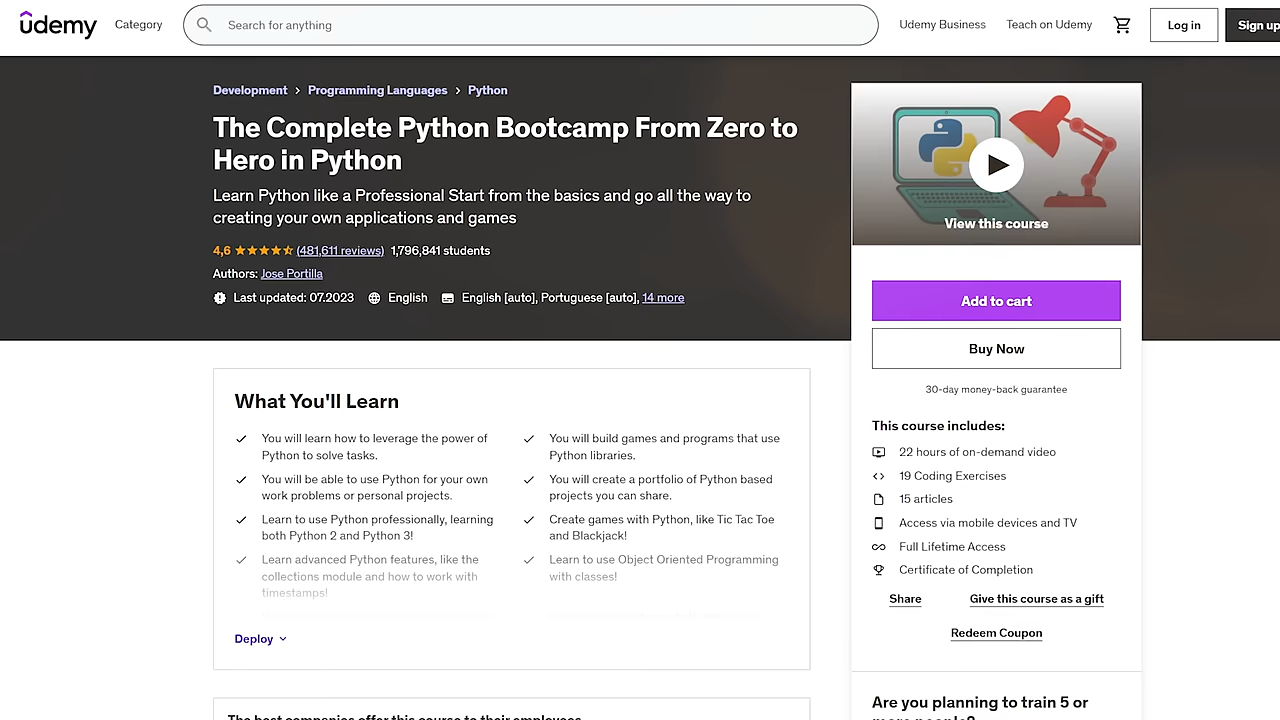 udemy
Category
Search for anything
Udemy Business
Teach on Udemy
Log in
Sign up
Development > Programming Languages > Python
The Complete Python Bootcamp From Zero to
Hero in Python
Learn Python like a Professional Start from the basics and go all the way to
creating your own applications and games
4,6 (481,611 reviews) 1,796,841 students
Authors: Jose Portilla
Last updated: 07.2023 English English [auto], Portuguese [auto], 14 more
View this course
Add to cart
Buy Now
30-day money-back guarantee
This course includes:
22 hours of on-demand video
19 Coding Exercises
15 articles
Access via mobile devices and TV
Full Lifetime Access
Certificate of Completion
Share
Give this course as a gift
Redeem Coupon
Are you planning to train 5 or
more people?
What You'll Learn
You will learn how to leverage the power of
Python to solve tasks.
You will be able to use Python for your own
work problems or personal projects.
Learn to use Python professionally, learning
both Python 2 and Python 3!
Learn advanced Python features, like the
collections module and how to work with
timestamps!
You will build games and programs that use
Python libraries.
You will create a portfolio of Python based
projects you can share.
Create games with Python, like Tic Tac Toe
and Blackjack!
Learn to use Object Oriented Programming
with classes!
Deploy
The best companies offer this course to their employees